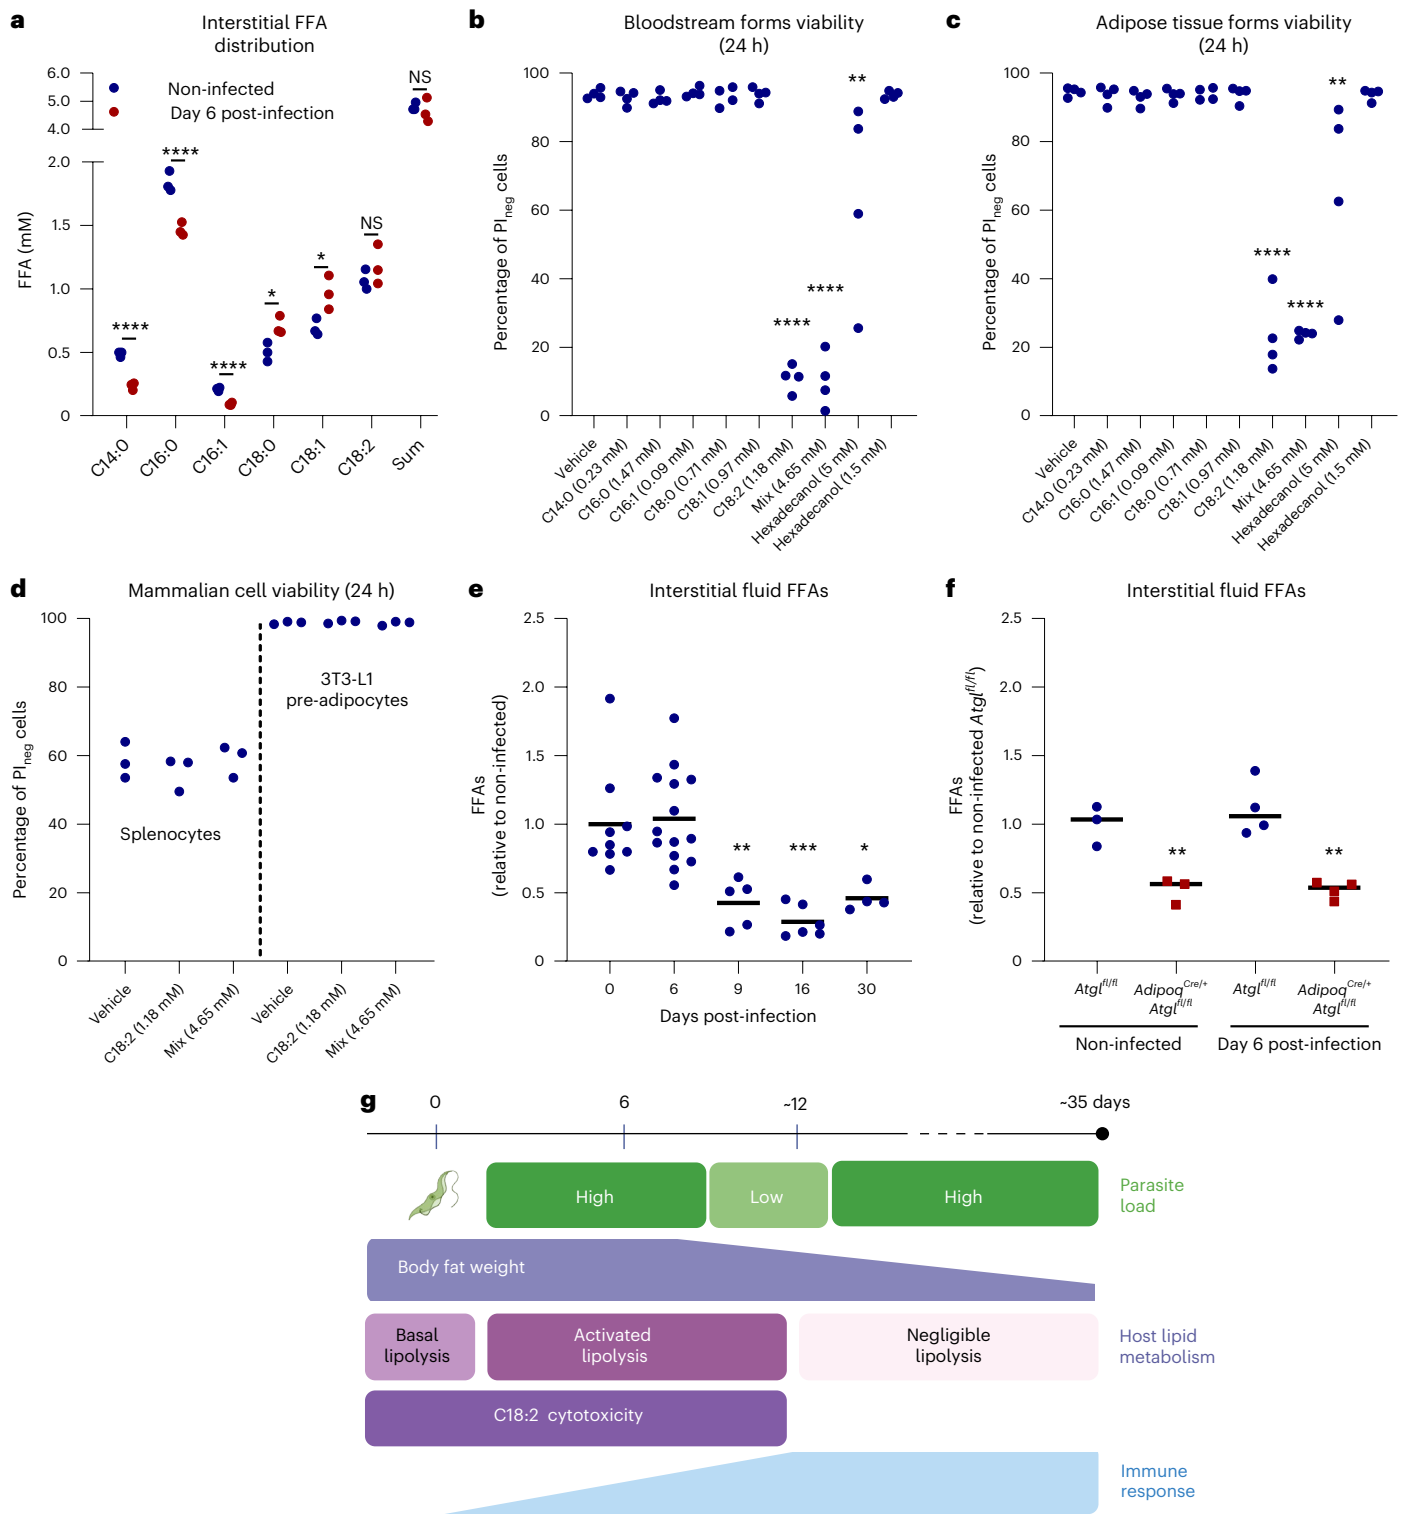 a
Interstitial FFA
distribution
6.0
5.0
4.0
2.0
1.5
1.0
0.5
0
FFA (mM)
Non-infected
Day 6 post-infection
****
****
****
*
*
NS
NS
C14:0
C16:0
C16:1
C18:0
C18:1
C18:2
Sum
b
Bloodstream forms viability
(24 h)
100
80
60
40
20
0
Percentage of PIneg cells
****
****
**
Vehicle
C14:0 (0.23 mM)
C16:0 (1.47 mM)
C16:1 (0.09 mM)
C18:0 (0.71 mM)
C18:1 (0.97 mM)
C18:2 (1.18 mM)
Mix (4.65 mM)
Hexadecanol (5 mM)
Hexadecanol (1.5 mM)
c
Adipose tissue forms viability
(24 h)
100
80
60
40
20
0
Percentage of PIneg cells
****
****
**
Vehicle
C14:0 (0.23 mM)
C16:0 (1.47 mM)
C16:1 (0.09 mM)
C18:0 (0.71 mM)
C18:1 (0.97 mM)
C18:2 (1.18 mM)
Mix (4.65 mM)
Hexadecanol (5 mM)
Hexadecanol (1.5 mM)
d
Mammalian cell viability (24 h)
100
80
60
40
20
0
Percentage of PIneg cells
Splenocytes
3T3-L1
pre-adipocytes
Vehicle
C18:2 (1.18 mM)
Mix (4.65 mM)
Vehicle
C18:2 (1.18 mM)
Mix (4.65 mM)
e
Interstitial fluid FFAs
2.5
2.0
1.5
1.0
0.5
0
FFAs
(relative to non-infected)
**
***
*
0
6
9
16
30
Days post-infection
f
Interstitial fluid FFAs
2.5
2.0
1.5
1.0
0.5
0
FFAs
(relative to non-infected Atgl^fl/fl)
**
**
Atgl^fl/fl
Adipoq^Cre/+
Atgl^fl/fl
Atgl^fl/fl
Adipoq^Cre/+
Atgl^fl/fl
Non-infected
Day 6 post-infection
g
0
6
~12
~35 days
High
Low
High
Parasite
load
Body fat weight
Basal
lipolysis
Activated
lipolysis
Negligible
lipolysis
Host lipid
metabolism
C18:2 cytotoxicity
Immune
response